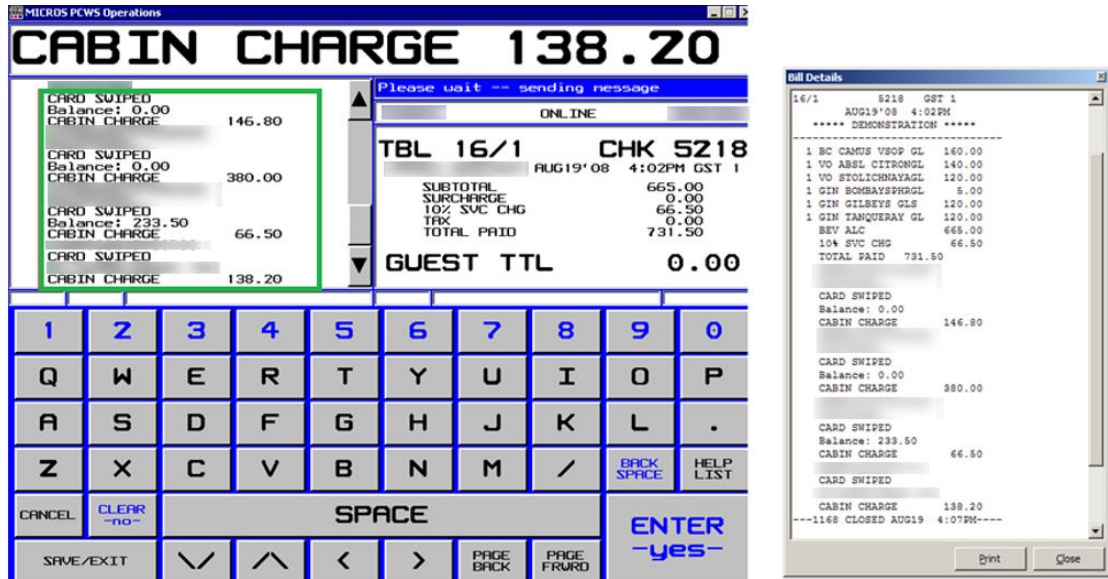 MICROS PCWS Operations
CABIN CHARGE 138.20
CARD SWIPED
Balance: 0.00
CABIN CHARGE 146.80
CARD SWIPED
Balance: 0.00
CABIN CHARGE 380.00
CARD SWIPED
Balance: 233.50
CABIN CHARGE 66.50
CARD SWIPED
CABIN CHARGE 138.20
Please wait -- sending message
ONLINE
TBL 16/1 CHK 5218
AUG19'08 4:02PM GST 1
SUBTOTAL 665.00
SURCHARGE 0.00
10% SVC CHG 66.50
TAX 0.00
TOTAL PAID 731.50
GUEST TTL 0.00
1 2 3 4 5 6 7 8 9 0
Q W E R T Y U I O P
A S D F G H J K L .
Z X C V B N M / BACK SPACE HELP LIST
CANCEL CLEAR -no- SPACE ENTER -yes-
SAVE/EXIT \/ /\ < > PAGE BACK PAGE FRWRD
Bill Details
16/1 5218 GST 1
AUG19'08 4:02PM
***** DEMONSTRATION *****
1 BC CAMUS VSOP GL 160.00
1 VO ABSL CITRONGL 140.00
1 VO STOLICHNAYAGL 120.00
1 GIN BOMBAYSPHRGL 5.00
1 GIN GILBEYS GLS 120.00
1 GIN TANQUERAY GL 120.00
BEV ALC 665.00
10% SVC CHG 66.50
TOTAL PAID 731.50
CARD SWIPED
Balance: 0.00
CABIN CHARGE 146.80
CARD SWIPED
Balance: 0.00
CABIN CHARGE 380.00
CARD SWIPED
Balance: 233.50
CABIN CHARGE 66.50
CARD SWIPED
CABIN CHARGE 138.20
---1168 CLOSED AUG19 4:07PM----
Print Close